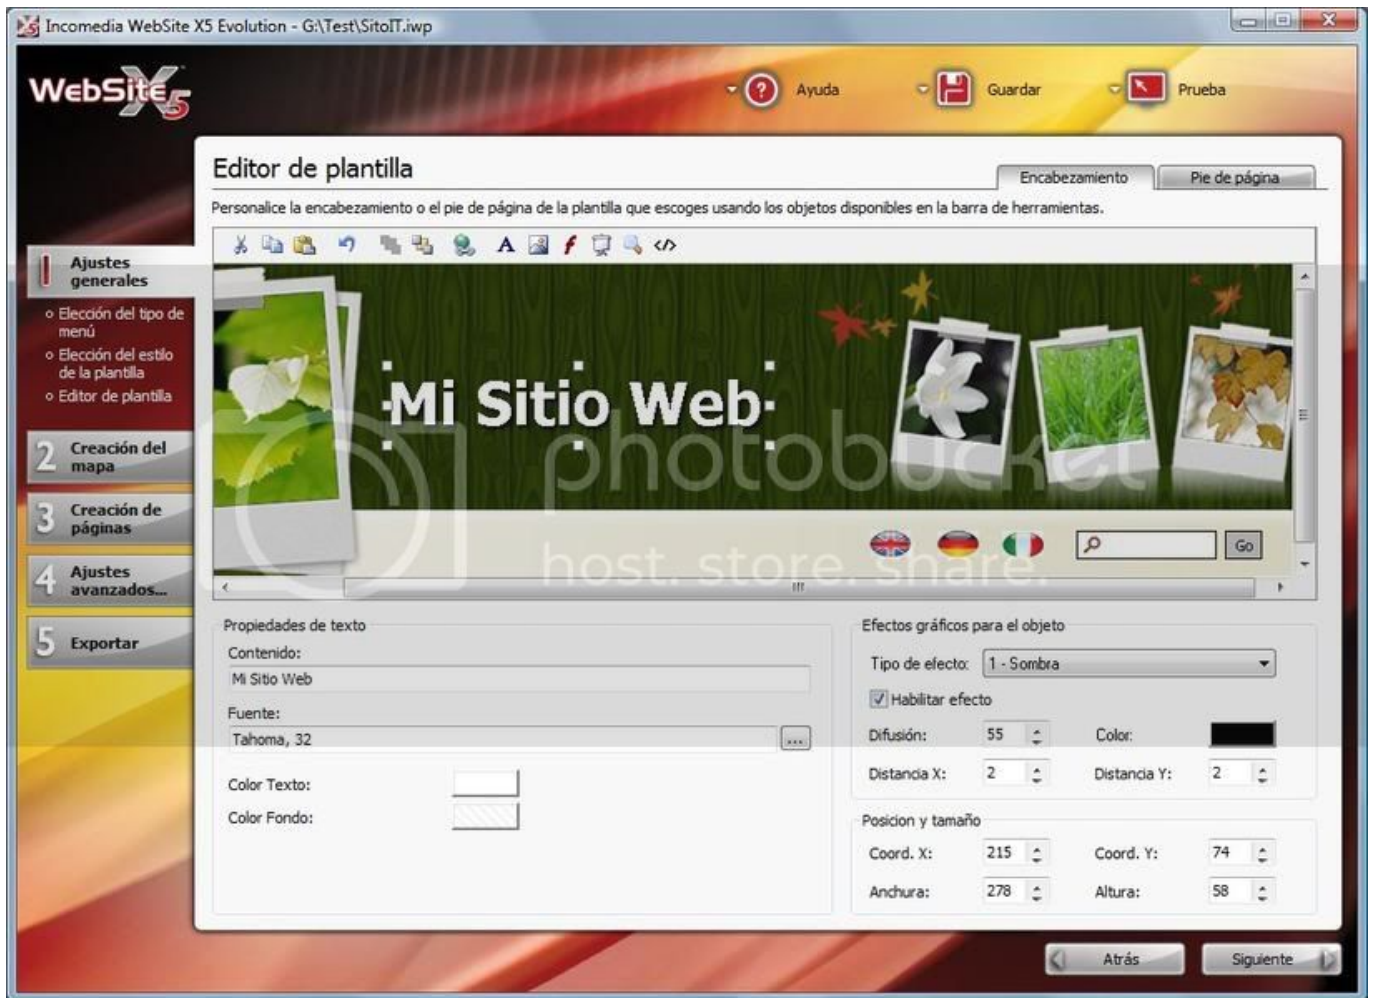 Incomedia WebSite X5 Evolution - G:\Test\SitoIT.iwp
WebSite X5
Ayuda
Guardar
Prueba
Editor de plantilla
Encabezamiento
Pie de página
Personalice la encabezamiento o el pie de página de la plantilla que escoges usando los objetos disponibles en la barra de herramientas.
A
f
</>
1
Ajustes
generales
Elección del tipo de
menú
Elección del estilo
de la plantilla
Editor de plantilla
2
Creación del
mapa
3
Creación de
páginas
4
Ajustes
avanzados...
5
Exportar
Mi Sitio Web
photobucket
host. store. share.
Go
Propiedades de texto
Contenido:
Mi Sitio Web
Fuente:
Tahoma, 32
...
Color Texto:
Color Fondo:
Efectos gráficos para el objeto
Tipo de efecto: 1 - Sombra
Habilitar efecto
Difusión: 55 Color:
Distancia X: 2 Distancia Y: 2
Posicion y tamaño
Coord. X: 215 Coord. Y: 74
Anchura: 278 Altura: 58
Atrás
Siguiente